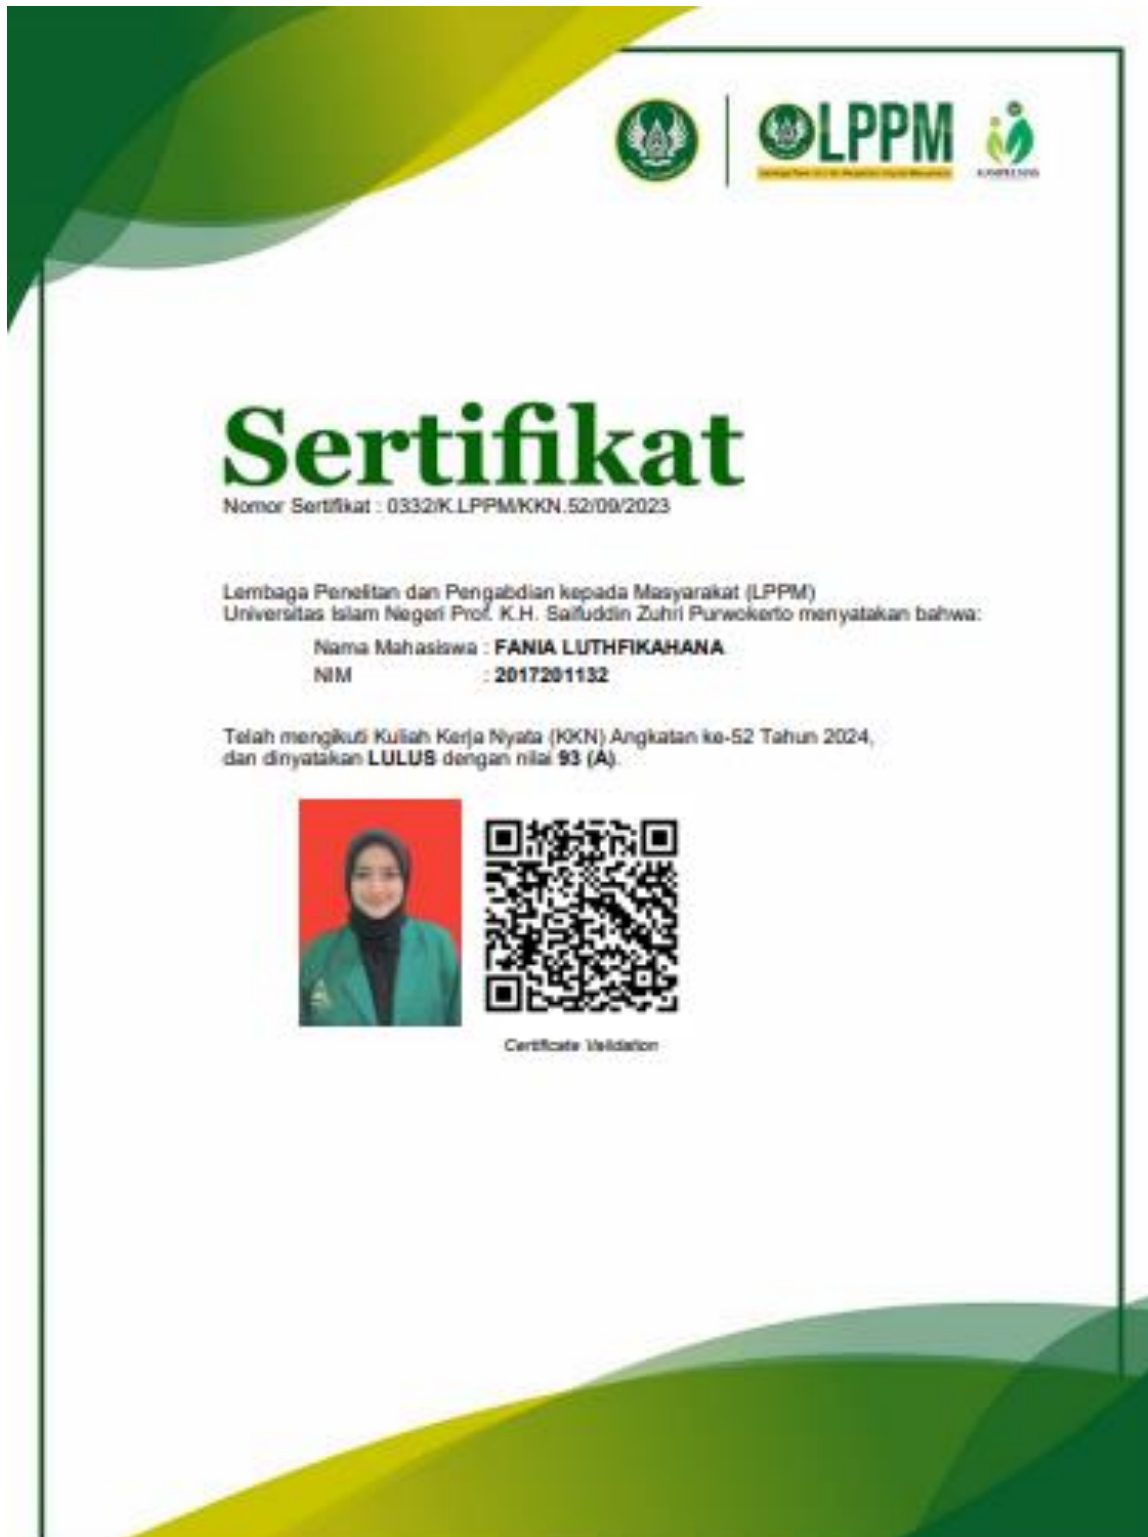 LPPM
KAMPELMAS
Sertifikat
Nomor Sertifikat : 0332/K.LPPM/KKN.52/09/2023
Lembaga Penelitan dan Pengabdian kepada Masyarakat (LPPM)
Universitas Islam Negeri Prof. K.H. Saifuddin Zuhri Purwokerto menyatakan bahwa:
Nama Mahasiswa : FANIA LUTHFIKAHANA
NIM : 2017201132
Telah mengikuti Kuliah Kerja Nyata (KKN) Angkatan ke-52 Tahun 2024,
dan dinyatakan LULUS dengan nilai 93 (A).
Certificate Validation